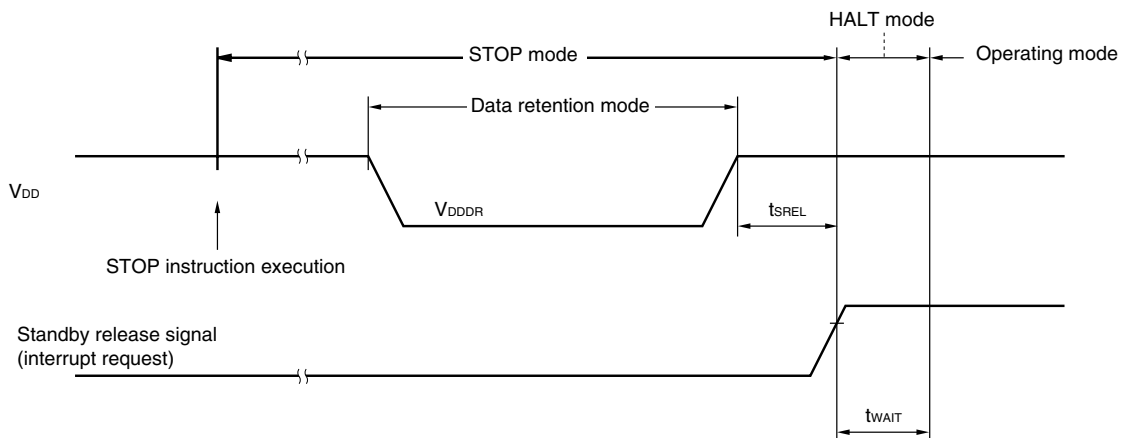 HALT mode
STOP mode
Operating mode
Data retention mode
VDD
VDDDR
tSREL
STOP instruction execution
Standby release signal
(interrupt request)
tWAIT